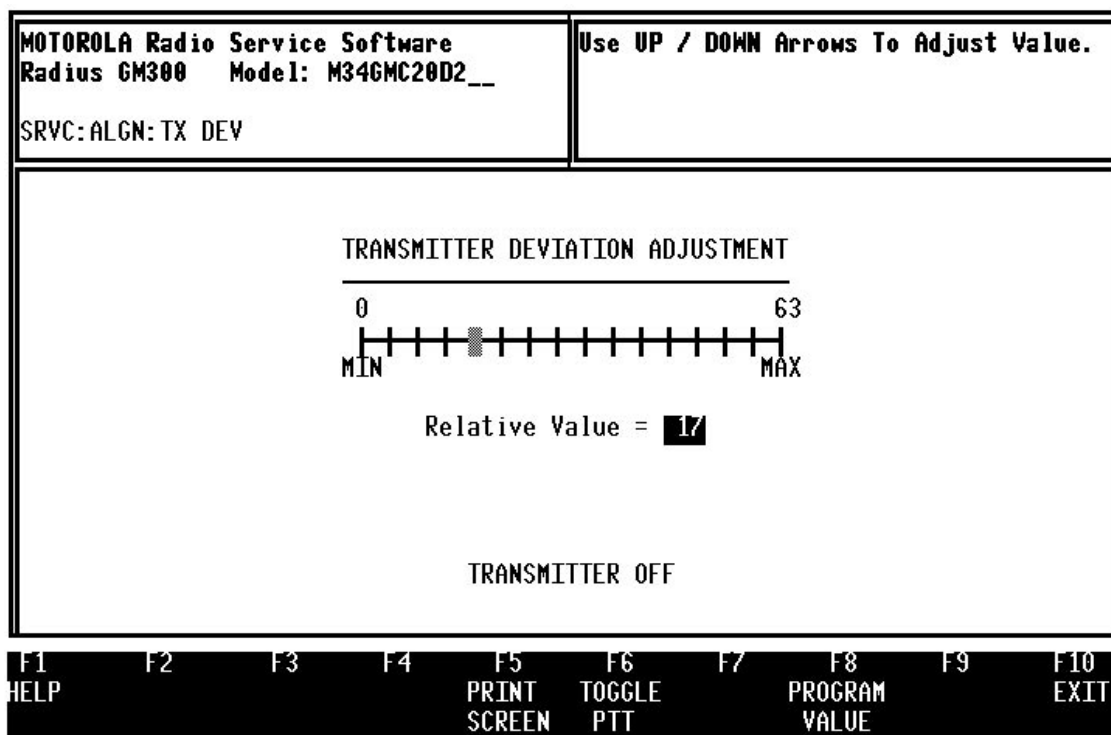 MOTOROLA Radio Service Software
Radius GM300   Model: M34GMC20D2__
SRVC:ALGN:TX DEV
Use UP / DOWN Arrows To Adjust Value.
TRANSMITTER DEVIATION ADJUSTMENT
0 63
MIN MAX
Relative Value = 17
TRANSMITTER OFF
F1 F2 F3 F4 F5 F6 F7 F8 F9 F10
HELP PRINT TOGGLE PROGRAM EXIT
SCREEN PTT VALUE